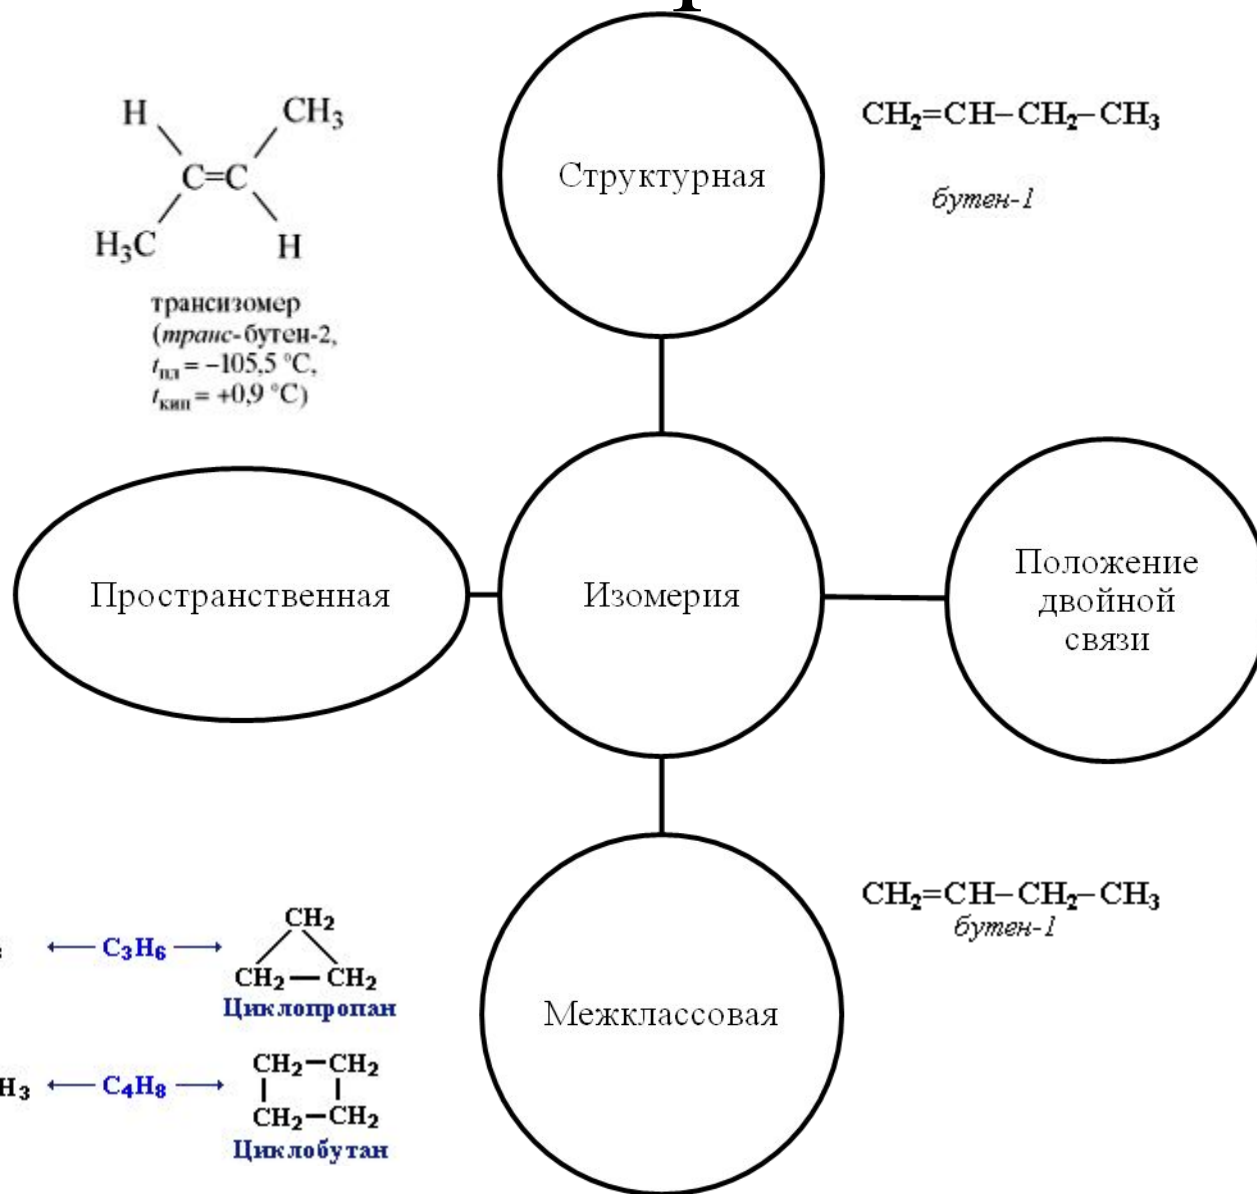 H CH₃
C=C
H₃C H
трансизомер
(транс-бутен-2,
tпл = –105,5 °C,
tкип = +0,9 °C)
Структурная
CH₂=CH–CH₂–CH₃
бутен-1
Пространственная
Изомерия
Положение
двойной
связи
Межклассовая
CH₂=CH–CH₂–CH₃
бутен-1
C₃H₆
CH₂
CH₂—CH₂
Циклопропан
H₃ C₄H₈
CH₂—CH₂
CH₂—CH₂
Циклобутан